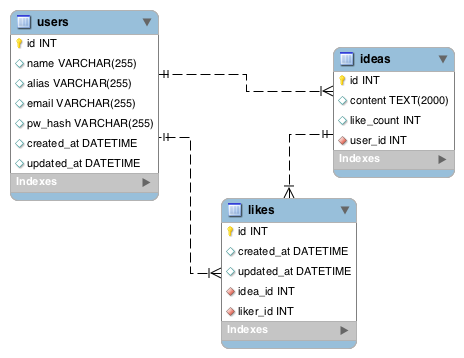 users
id INT
name VARCHAR(255)
alias VARCHAR(255)
email VARCHAR(255)
pw_hash VARCHAR(255)
created_at DATETIME
updated_at DATETIME
Indexes
ideas
id INT
content TEXT(2000)
like_count INT
user_id INT
Indexes
likes
id INT
created_at DATETIME
updated_at DATETIME
idea_id INT
liker_id INT
Indexes